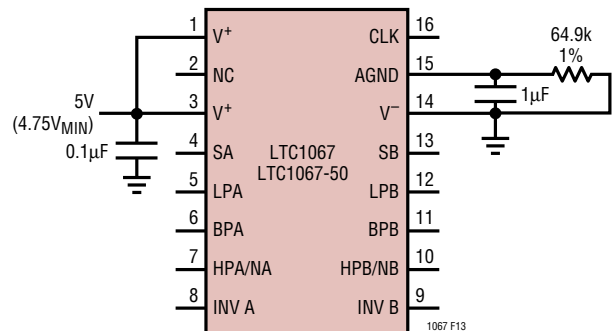 1
V+
2
NC
3
V+
4
SA
5
LPA
6
BPA
7
HPA/NA
8
INV A
5V
(4.75VMIN)
0.1µF
LTC1067
LTC1067-50
CLK
16
AGND
15
V–
14
SB
13
LPB
12
BPB
11
HPB/NB
10
INV B
9
64.9k
1%
1µF
1067 F13